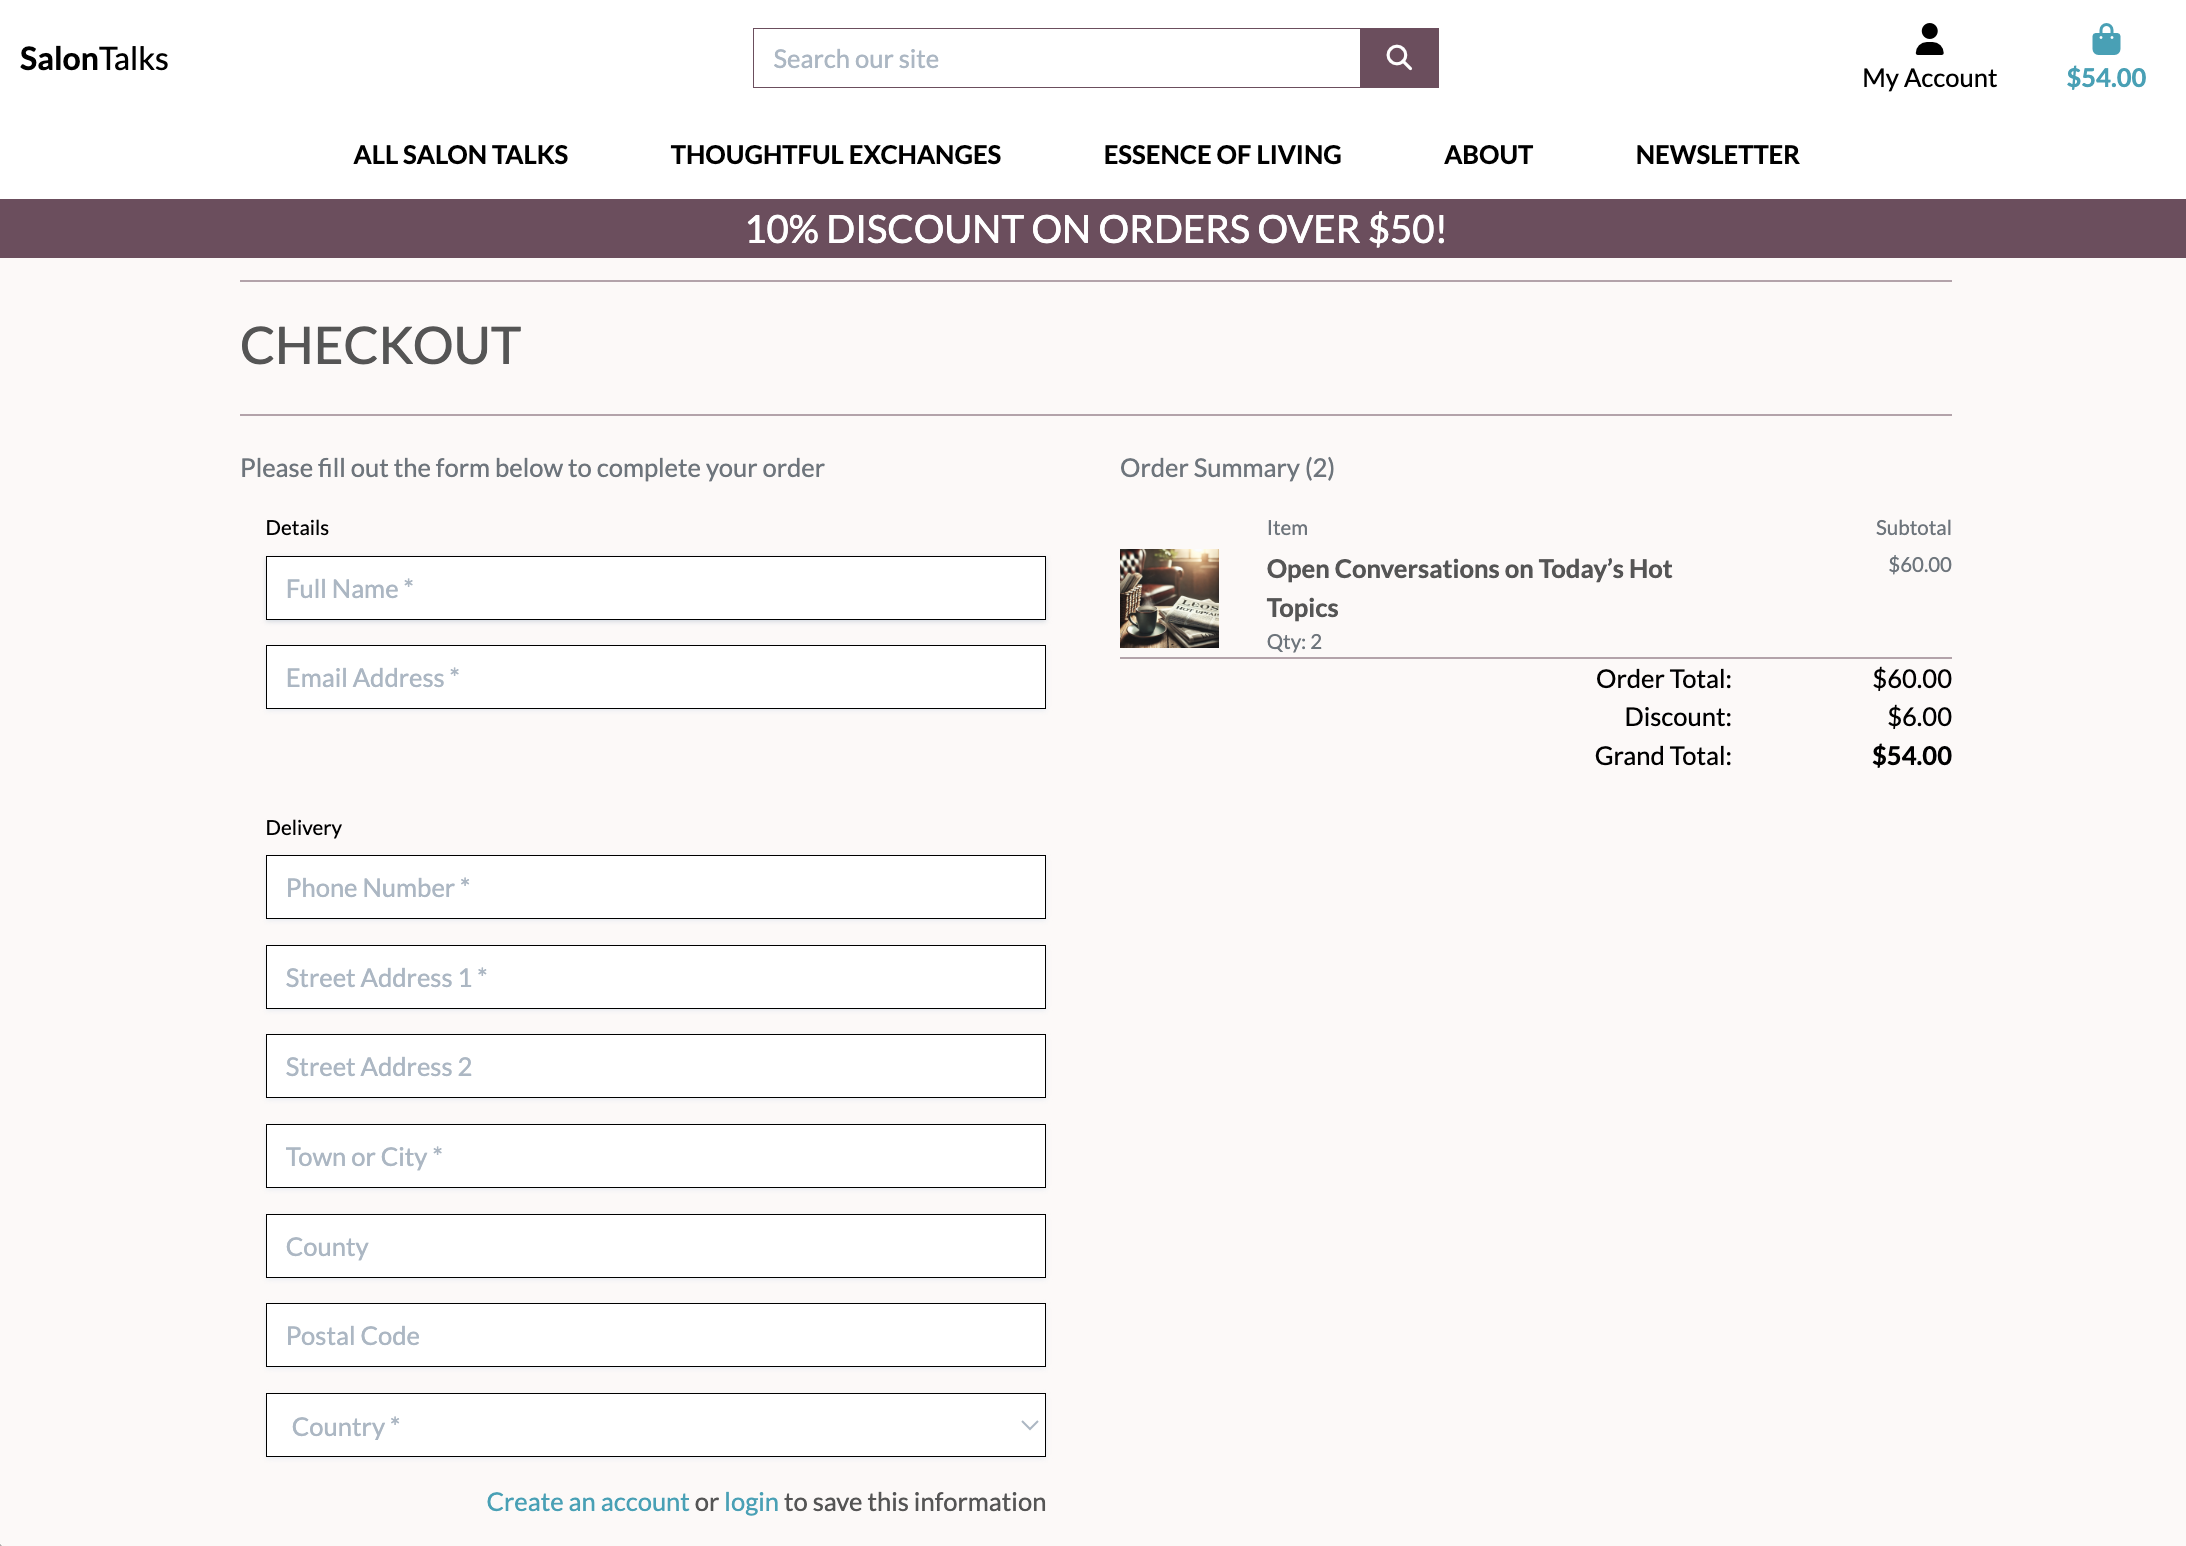 SalonTalks
Search our site
My Account
$54.00
ALL SALON TALKS
THOUGHTFUL EXCHANGES
ESSENCE OF LIVING
ABOUT
NEWSLETTER
10% DISCOUNT ON ORDERS OVER $50!
CHECKOUT
Please fill out the form below to complete your order
Details
Full Name *
Email Address *
Delivery
Phone Number *
Street Address 1 *
Street Address 2
Town or City *
County
Postal Code
Country *
Create an account or login to save this information
Order Summary (2)
Item
Subtotal
Open Conversations on Today’s Hot
Topics
$60.00
Qty: 2
Order Total: $60.00
Discount: $6.00
Grand Total: $54.00